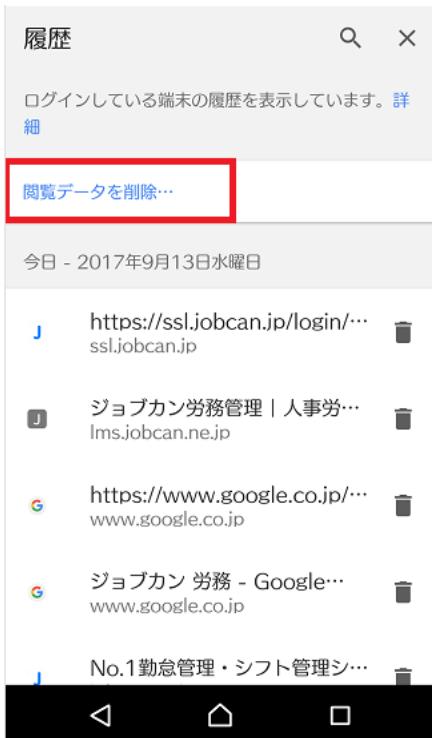 履歴
ログインしている端末の履歴を表示しています。詳
細
閲覧データを削除…
今日 - 2017年9月13日水曜日
J
https://ssl.jobcan.jp/login/…
ssl.jobcan.jp
J
ジョブカン労務管理 | 人事労…
lms.jobcan.ne.jp
G
https://www.google.co.jp/…
www.google.co.jp
G
ジョブカン 労務 - Google…
www.google.co.jp
J
No.1勤怠管理・シフト管理シ…